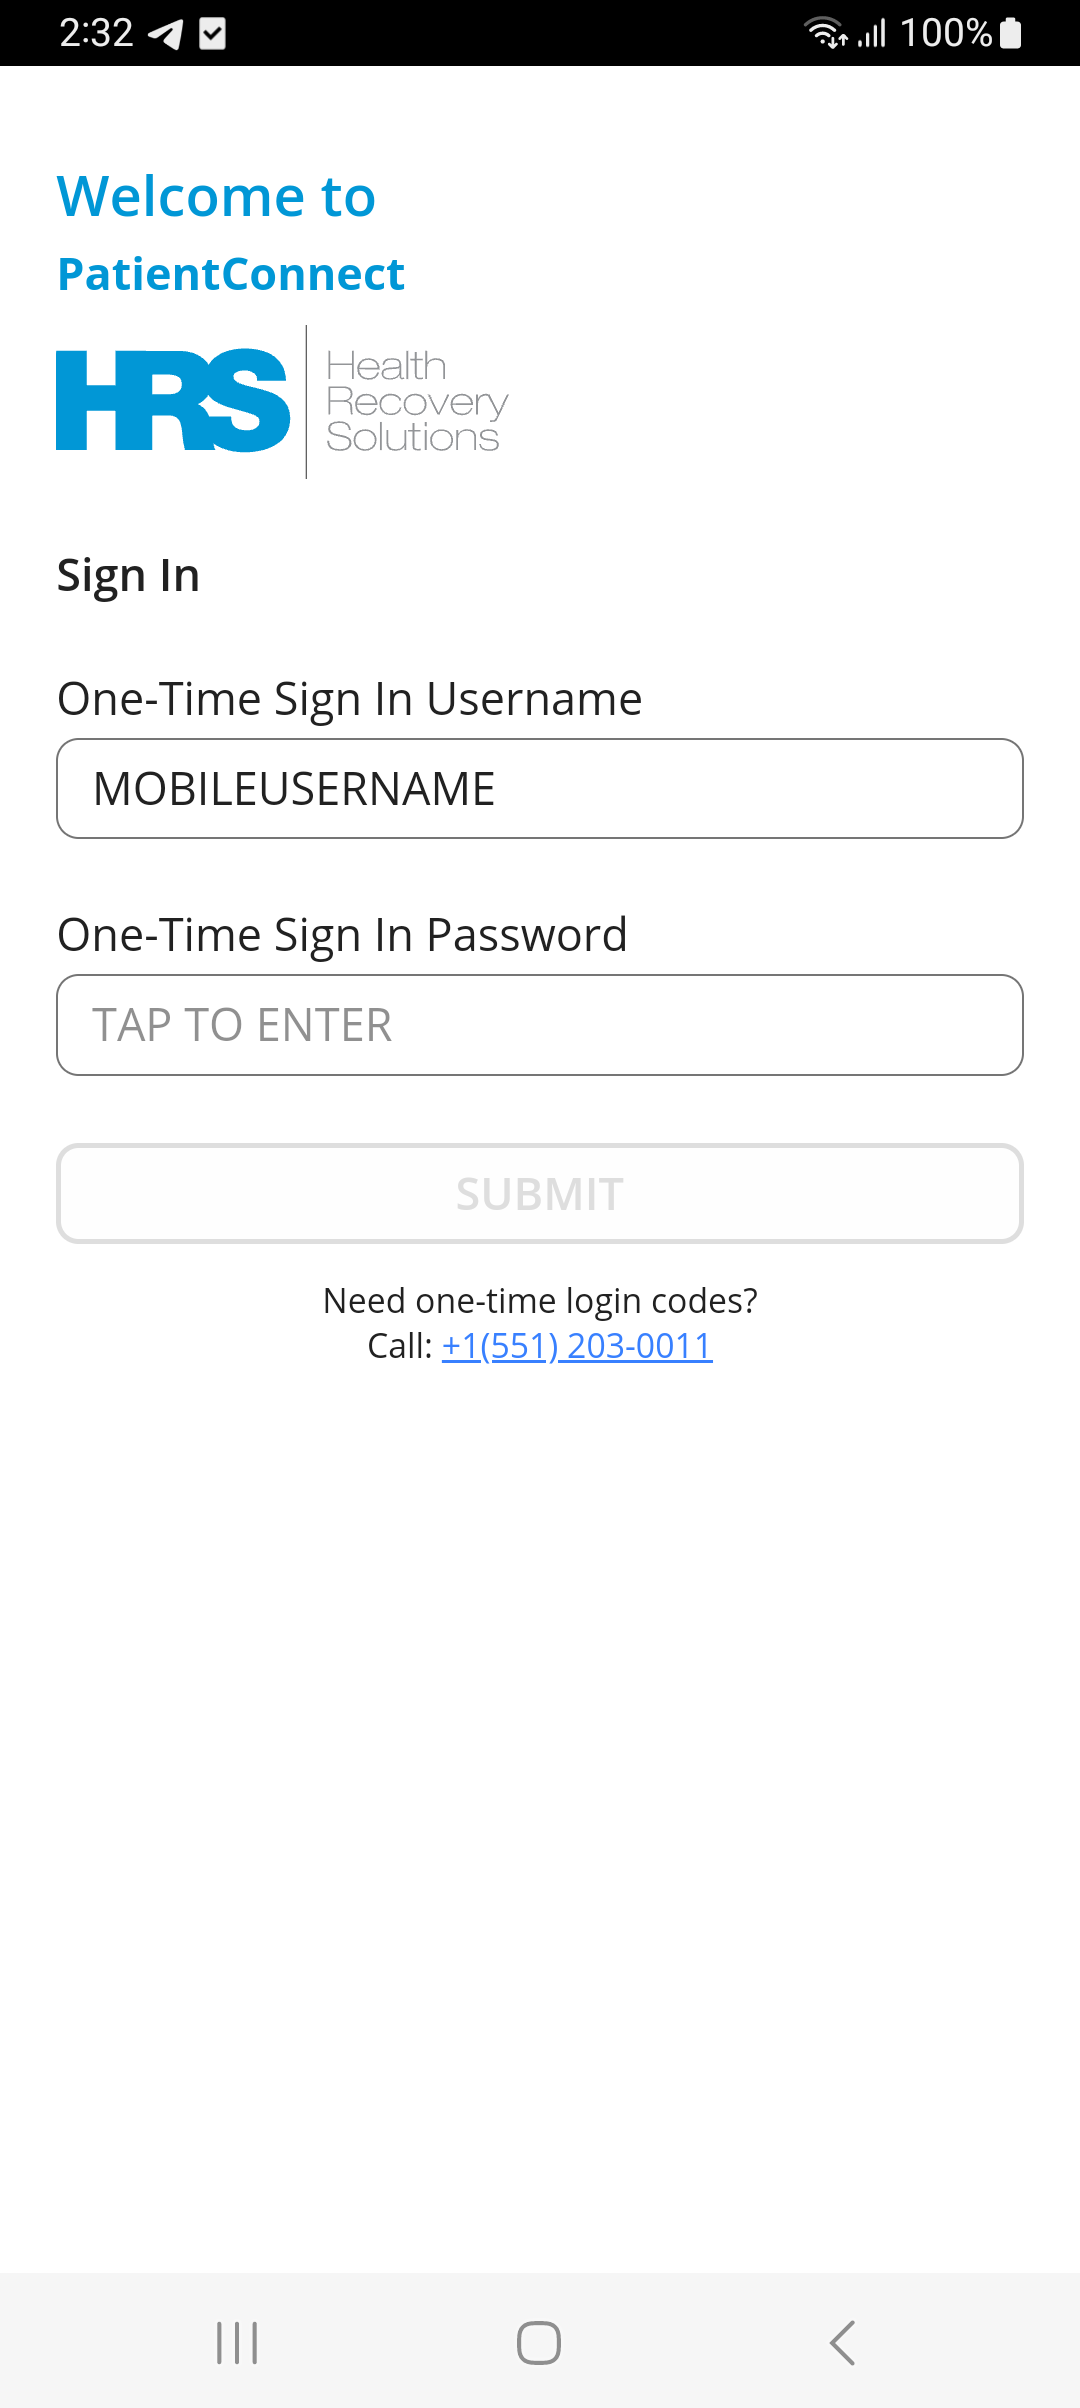 2:32
100%
Welcome to
PatientConnect
HRS
Health
Recovery
Solutions
Sign In
One-Time Sign In Username
MOBILEUSERNAME
One-Time Sign In Password
TAP TO ENTER
SUBMIT
Need one-time login codes?
Call: +1(551) 203-0011